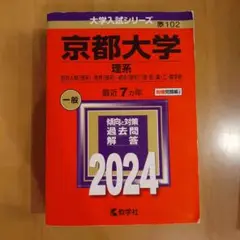 大学入試シリーズ
102
京都大学
理系
最近7カ年
一般
傾向と対策
過去問
解答
2024
教学社